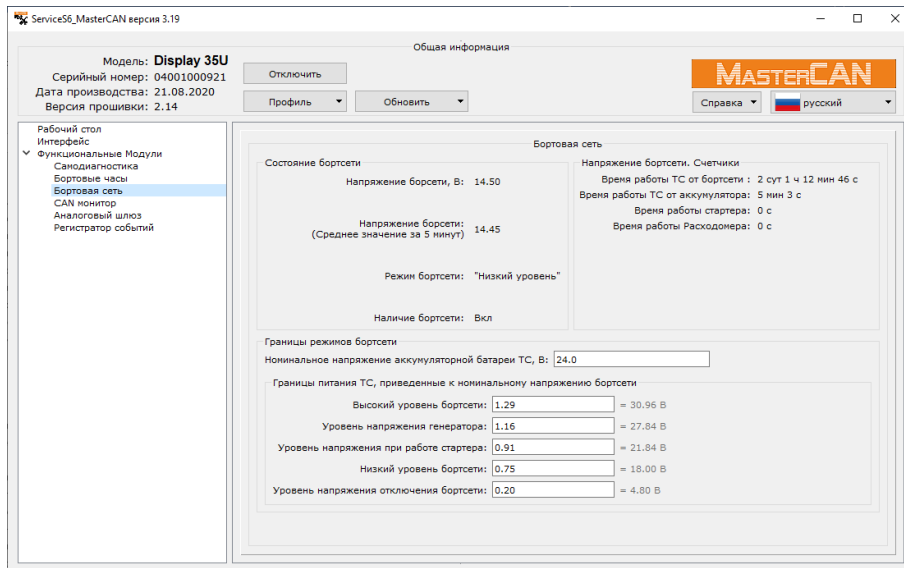 ServiceS6_MasterCAN версия 3.19
Общая информация
Модель: Display 35U
Серийный номер: 04001000921
Дата производства: 21.08.2020
Версия прошивки: 2.14
Отключить
Профиль
Обновить
MASTERCAN
Справка
русский
Рабочий стол
Интерфейс
Функциональные Модули
Самодиагностика
Бортовые часы
Бортовая сеть
CAN монитор
Аналоговый шлюз
Регистратор событий
Бортовая сеть
Состояние бортсети
Напряжение борсети, В: 14.50
Напряжение борсети:
(Среднее значение за 5 минут) 14.45
Режим бортсети: "Низкий уровень"
Наличие бортсети: Вкл
Напряжение бортсети. Счетчики
Время работы ТС от бортсети : 2 сут 1 ч 12 мин 46 с
Время работы ТС от аккумулятора: 5 мин 3 с
Время работы стартера: 0 с
Время работы Расходомера: 0 с
Границы режимов бортсети
Номинальное напряжение аккумуляторной батареи ТС, В: 24.0
Границы питания ТС, приведенные к номинальному напряжению бортсети
Высокий уровень бортсети: 1.29 = 30.96 В
Уровень напряжения генератора: 1.16 = 27.84 В
Уровень напряжения при работе стартера: 0.91 = 21.84 В
Низкий уровень бортсети: 0.75 = 18.00 В
Уровень напряжения отключения бортсети: 0.20 = 4.80 В